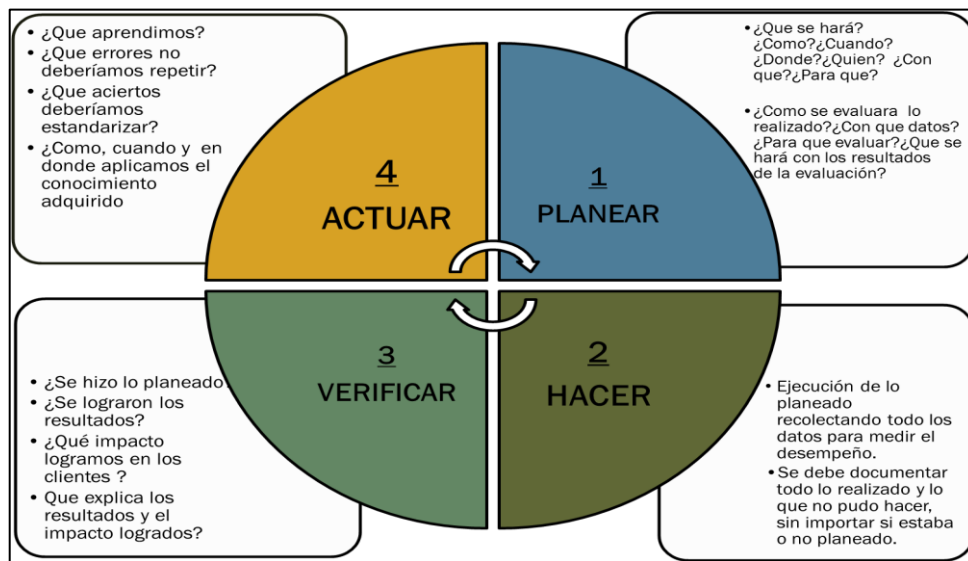 • ¿Que aprendimos?
• ¿Que errores no
deberíamos repetir?
• ¿Que aciertos
deberíamos
estandarizar?
• ¿Como, cuando y en
donde aplicamos el
conocimiento
adquirido
4
ACTUAR
• ¿Que se hará?
¿Como?¿Cuando?
¿Donde?¿Quien? ¿Con
que?¿Para que?
• ¿Como se evaluara lo
realizado?¿Con que datos?
¿Para que evaluar?¿Que se
hará con los resultados
de la evaluación?
1
PLANEAR
• ¿Se hizo lo planeado?
• ¿Se lograron los
resultados?
• ¿Qué impacto
logramos en los
clientes ?
• Que explica los
resultados y el
impacto logrados?
3
VERIFICAR
2
HACER
• Ejecución de lo
planeado
recolectando todo los
datos para medir el
desempeño.
• Se debe documentar
todo lo realizado y lo
que no pudo hacer,
sin importar si estaba
o no planeado.